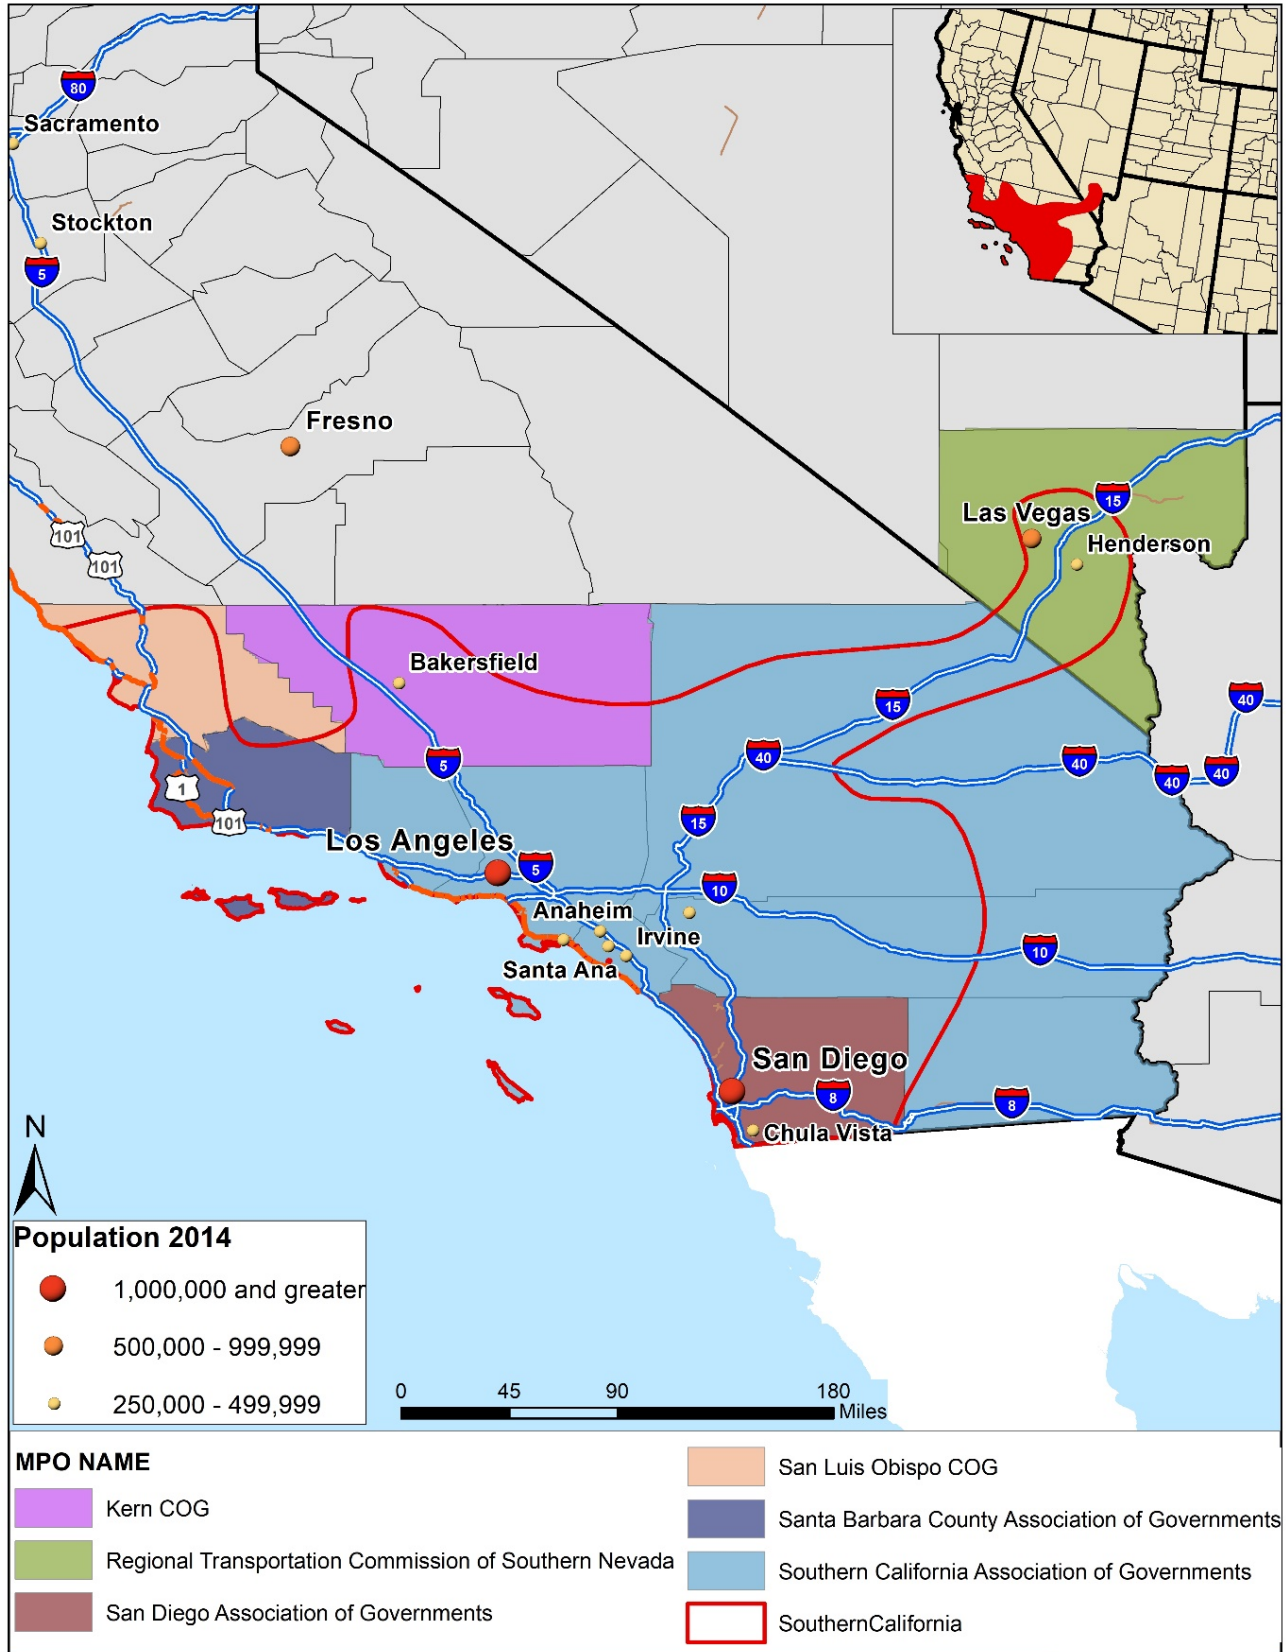 80
Sacramento
Stockton
5
Fresno
101
101
Las Vegas
15
Henderson
Bakersfield
15
40
5
40
40
40
1
101
15
Los Angeles
5
10
Anaheim
Irvine
Santa Ana
10
San Diego
8
8
Chula Vista
N
Population 2014
1,000,000 and greater
500,000 - 999,999
250,000 - 499,999
0 45 90 180
Miles
MPO NAME
Kern COG
Regional Transportation Commission of Southern Nevada
San Diego Association of Governments
San Luis Obispo COG
Santa Barbara County Association of Governments
Southern California Association of Governments
SouthernCalifornia